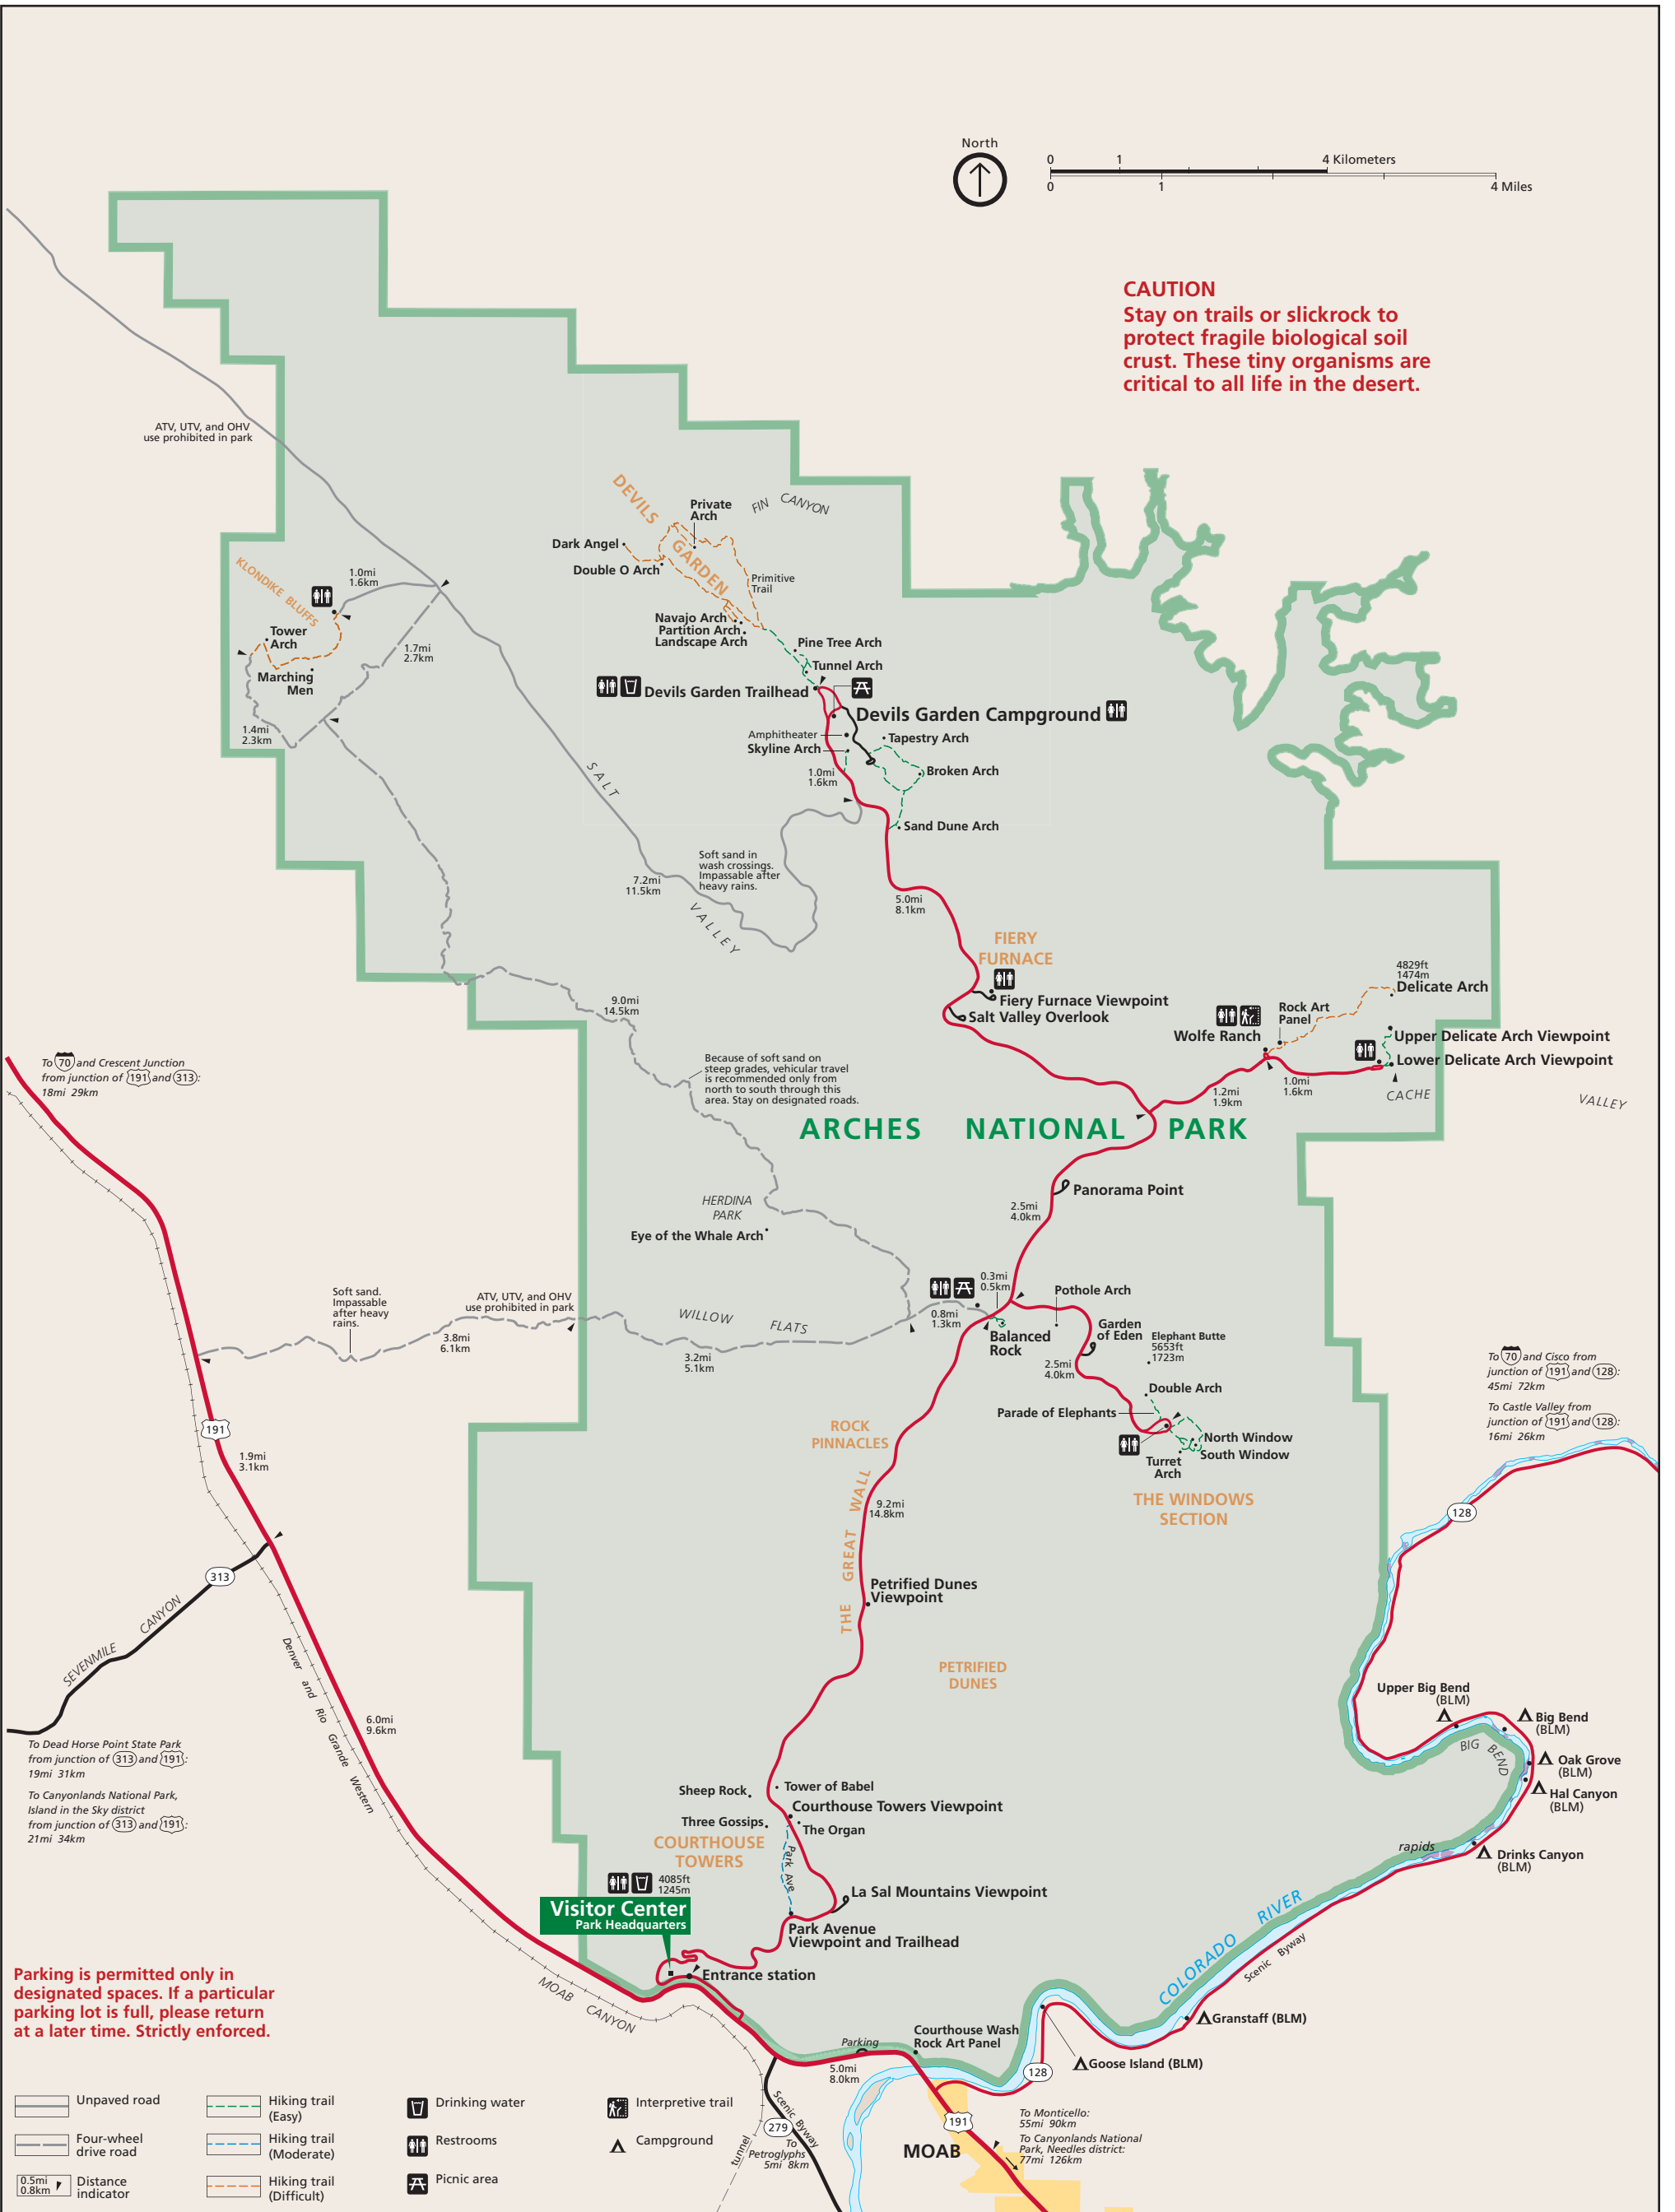 North
0 1 4 Kilometers
0 1 4 Miles
CAUTION
Stay on trails or slickrock to
protect fragile biological soil
crust. These tiny organisms are
critical to all life in the desert.
ATV, UTV, and OHV
use prohibited in park
DEVILS
GARDEN
Private
Arch
FIN CANYON
Dark Angel
Double O Arch
Primitive
Trail
Navajo Arch
Partition Arch
Landscape Arch
Pine Tree Arch
Tunnel Arch
Devils Garden Trailhead
Devils Garden Campground
Amphitheater
Skyline Arch
Tapestry Arch
Broken Arch
1.0mi
1.6km
Sand Dune Arch
KLONDIKE BLUFFS
1.0mi
1.6km
Tower
Arch
Marching
Men
1.7mi
2.7km
1.4mi
2.3km
SALT
VALLEY
Soft sand in
wash crossings.
Impassable after
heavy rains.
7.2mi
11.5km
5.0mi
8.1km
FIERY
FURNACE
Fiery Furnace Viewpoint
Salt Valley Overlook
4829ft
1474m
Delicate Arch
Rock Art
Panel
Wolfe Ranch
Upper Delicate Arch Viewpoint
Lower Delicate Arch Viewpoint
1.0mi
1.6km
1.2mi
1.9km
CACHE
VALLEY
9.0mi
14.5km
Because of soft sand on
steep grades, vehicular travel
is recommended only from
north to south through this
area. Stay on designated roads.
To 70 and Crescent Junction
from junction of 191 and 313:
18mi 29km
ARCHES NATIONAL PARK
Panorama Point
2.5mi
4.0km
HERDINA
PARK
Eye of the Whale Arch
0.3mi
0.5km
Pothole Arch
0.8mi
1.3km
Balanced
Rock
Garden
of Eden
Elephant Butte
5653ft
1723m
2.5mi
4.0km
Double Arch
Parade of Elephants
North Window
South Window
Turret
Arch
THE WINDOWS
SECTION
Soft sand.
Impassable
after heavy
rains.
ATV, UTV, and OHV
use prohibited in park
WILLOW FLATS
3.8mi
6.1km
3.2mi
5.1km
To 70 and Cisco from
junction of 191 and 128:
45mi 72km
To Castle Valley from
junction of 191 and 128:
16mi 26km
191
1.9mi
3.1km
ROCK
PINNACLES
THE GREAT WALL
9.2mi
14.8km
128
313
SEVENMILE CANYON
Denver and Rio Grande Western
Petrified Dunes
Viewpoint
PETRIFIED
DUNES
6.0mi
9.6km
Upper Big Bend
(BLM)
Big Bend
(BLM)
BIG BEND
Oak Grove
(BLM)
Hal Canyon
(BLM)
rapids
Drinks Canyon
(BLM)
To Dead Horse Point State Park
from junction of 313 and 191:
19mi 31km
To Canyonlands National Park,
Island in the Sky district
from junction of 313 and 191:
21mi 34km
Sheep Rock
Tower of Babel
Courthouse Towers Viewpoint
Three Gossips
The Organ
COURTHOUSE
TOWERS
Park Ave
4085ft
1245m
Visitor Center
Park Headquarters
La Sal Mountains Viewpoint
Park Avenue
Viewpoint and Trailhead
Entrance station
COLORADO RIVER
Scenic Byway
MOAB CANYON
Parking is permitted only in
designated spaces. If a particular
parking lot is full, please return
at a later time. Strictly enforced.
Granstaff (BLM)
Goose Island (BLM)
Courthouse Wash
Rock Art Panel
Parking
5.0mi
8.0km
128
191
MOAB
To Monticello:
55mi 90km
To Canyonlands National
Park, Needles district:
77mi 126km
Scenic Byway
279
To
Petroglyphs
5mi 8km
tunnel
Unpaved road
Four-wheel
drive road
0.5mi
0.8km
Distance
indicator
Hiking trail
(Easy)
Hiking trail
(Moderate)
Hiking trail
(Difficult)
Drinking water
Restrooms
Picnic area
Interpretive trail
Campground